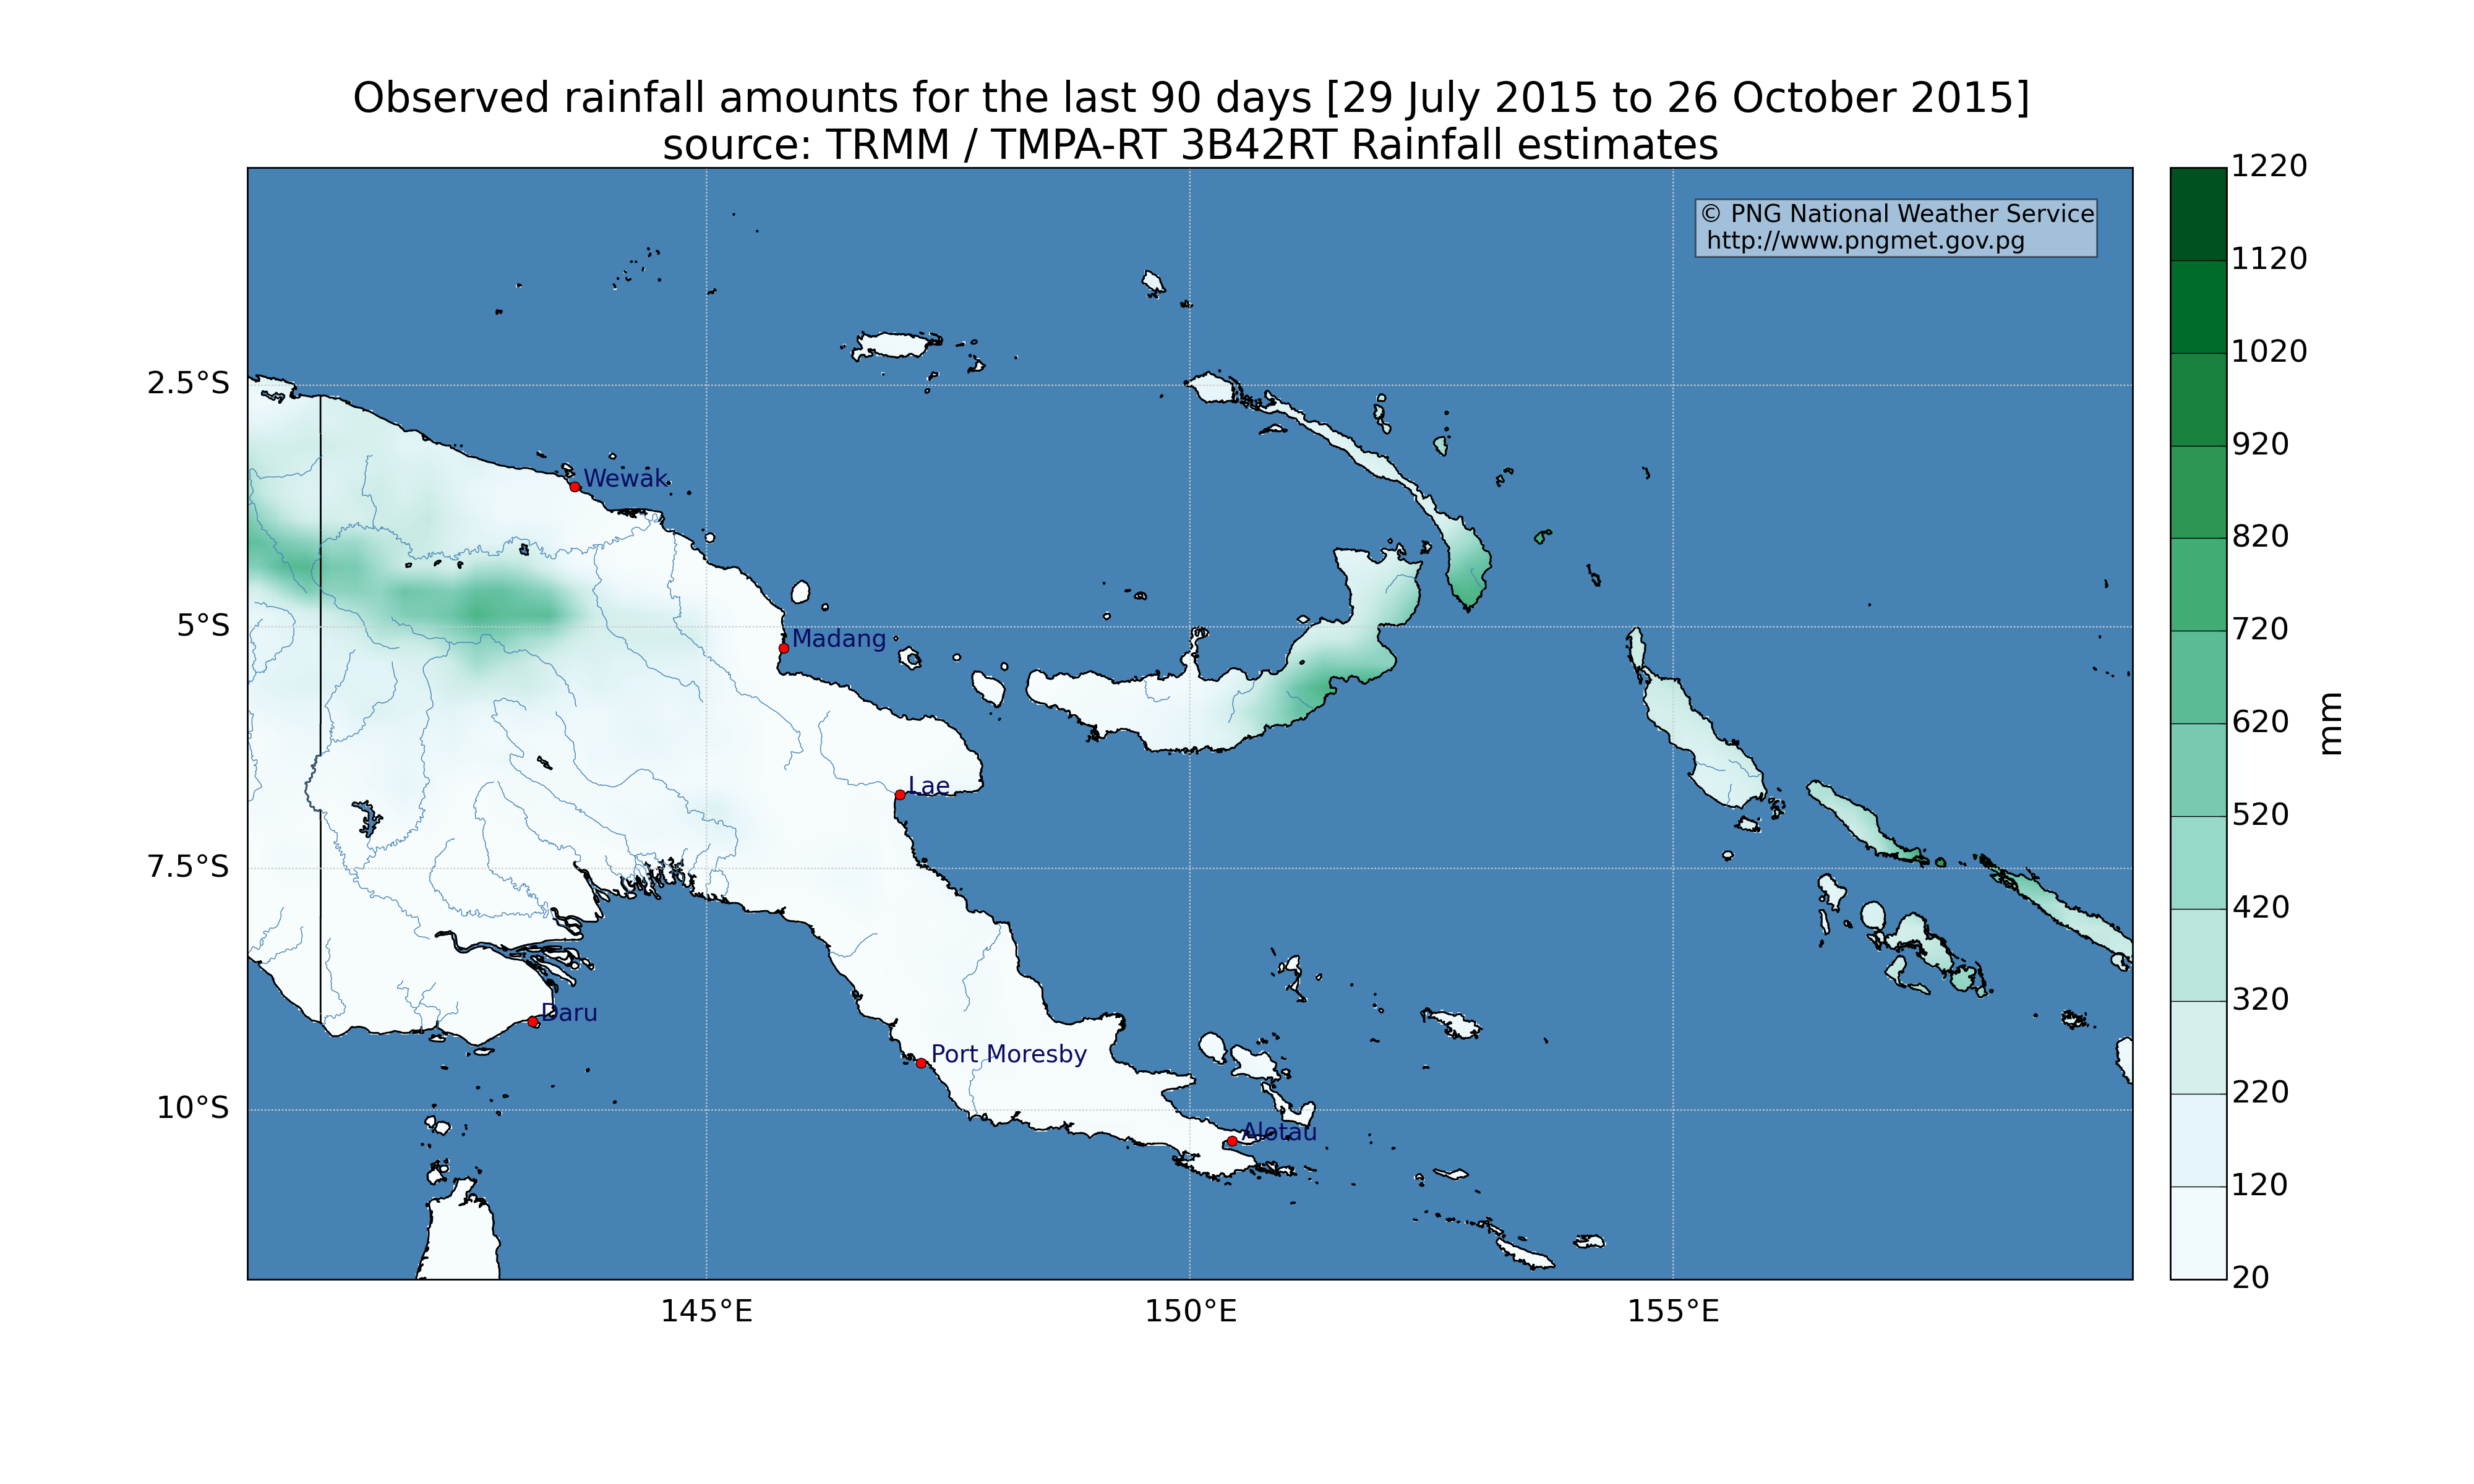 Observed rainfall amounts for the last 90 days [29 July 2015 to 26 October 2015]
source: TRMM / TMPA-RT 3B42RT Rainfall estimates
© PNG National Weather Service
http://www.pngmet.gov.pg
2.5°S
5°S
7.5°S
10°S
145°E
150°E
155°E
Wewak
Madang
Lae
Daru
Port Moresby
Alotau
1220
1120
1020
920
820
720
620
520
420
320
220
120
20
mm